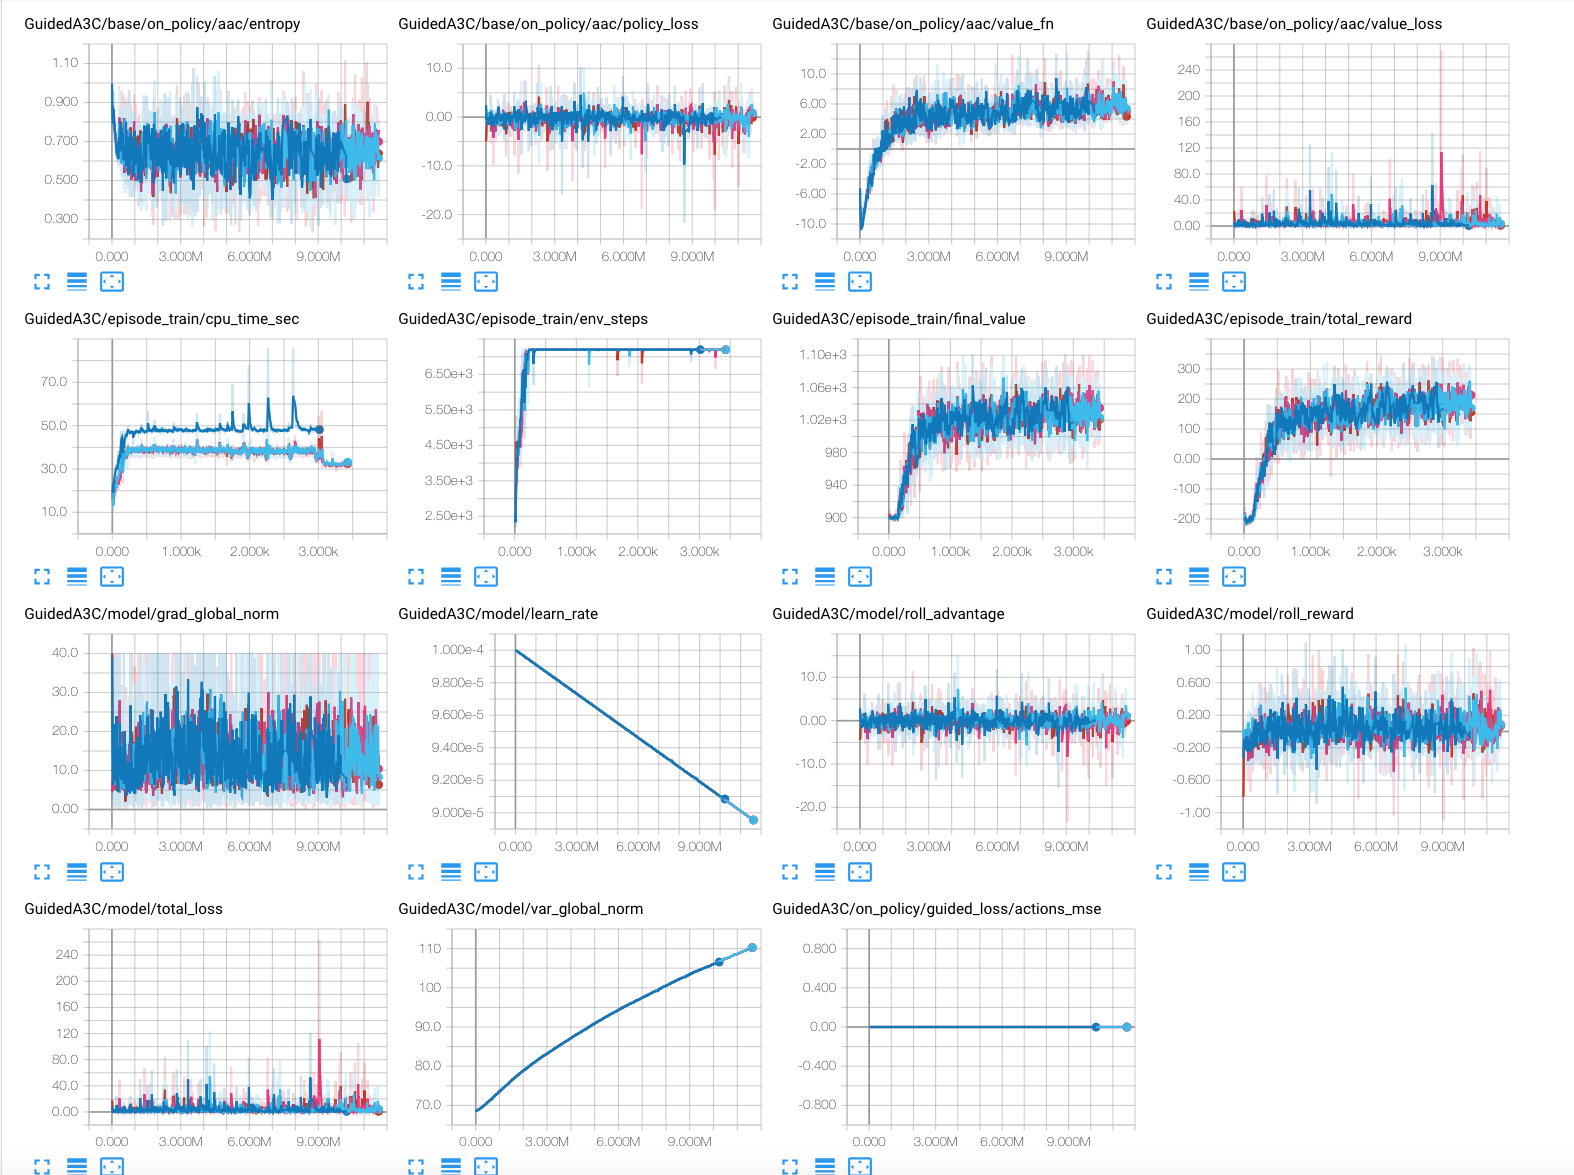 GuidedA3C/base/on_policy/aac/entropy
1.10
0.900
0.700
0.500
0.300
0.000 3.000M 6.000M 9.000M
GuidedA3C/base/on_policy/aac/policy_loss
10.0
0.00
-10.0
-20.0
0.000 3.000M 6.000M 9.000M
GuidedA3C/base/on_policy/aac/value_fn
10.0
6.00
2.00
-2.00
-6.00
-10.0
0.000 3.000M 6.000M 9.000M
GuidedA3C/base/on_policy/aac/value_loss
240
200
160
120
80.0
40.0
0.00
0.000 3.000M 6.000M 9.000M
GuidedA3C/episode_train/cpu_time_sec
70.0
50.0
30.0
10.0
0.000 1.000k 2.000k 3.000k
GuidedA3C/episode_train/env_steps
6.50e+3
5.50e+3
4.50e+3
3.50e+3
2.50e+3
0.000 1.000k 2.000k 3.000k
GuidedA3C/episode_train/final_value
1.10e+3
1.06e+3
1.02e+3
980
940
900
0.000 1.000k 2.000k 3.000k
GuidedA3C/episode_train/total_reward
300
200
100
0.00
-100
-200
0.000 1.000k 2.000k 3.000k
GuidedA3C/model/grad_global_norm
40.0
30.0
20.0
10.0
0.00
0.000 3.000M 6.000M 9.000M
GuidedA3C/model/learn_rate
1.000e-4
9.800e-5
9.600e-5
9.400e-5
9.200e-5
9.000e-5
0.000 3.000M 6.000M 9.000M
GuidedA3C/model/roll_advantage
10.0
0.00
-10.0
-20.0
0.000 3.000M 6.000M 9.000M
GuidedA3C/model/roll_reward
1.00
0.600
0.200
-0.200
-0.600
-1.00
0.000 3.000M 6.000M 9.000M
GuidedA3C/model/total_loss
240
200
160
120
80.0
40.0
0.00
0.000 3.000M 6.000M 9.000M
GuidedA3C/model/var_global_norm
110
100
90.0
80.0
70.0
0.000 3.000M 6.000M 9.000M
GuidedA3C/on_policy/guided_loss/actions_mse
0.800
0.400
0.00
-0.400
-0.800
0.000 3.000M 6.000M 9.000M